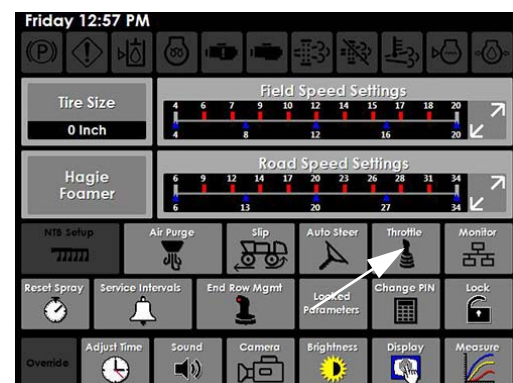 Friday 12:57 PM
Tire Size
0 Inch
Field Speed Settings
4 6 7 9 10 12 14 15 17 18 20
4 8 12 16 20
Hagie
Foamer
Road Speed Settings
6 9 12 14 17 20 23 26 28 31 34
6 13 20 27 34
NTB Setup
Air Purge
Slip
Auto Steer
Throttle
Monitor
Reset Spray
Service Intervals
End Row Mgmt
Locked
Parameters
Change PIN
Lock
Override
Adjust Time
Sound
Camera
Brightness
Display
Measure